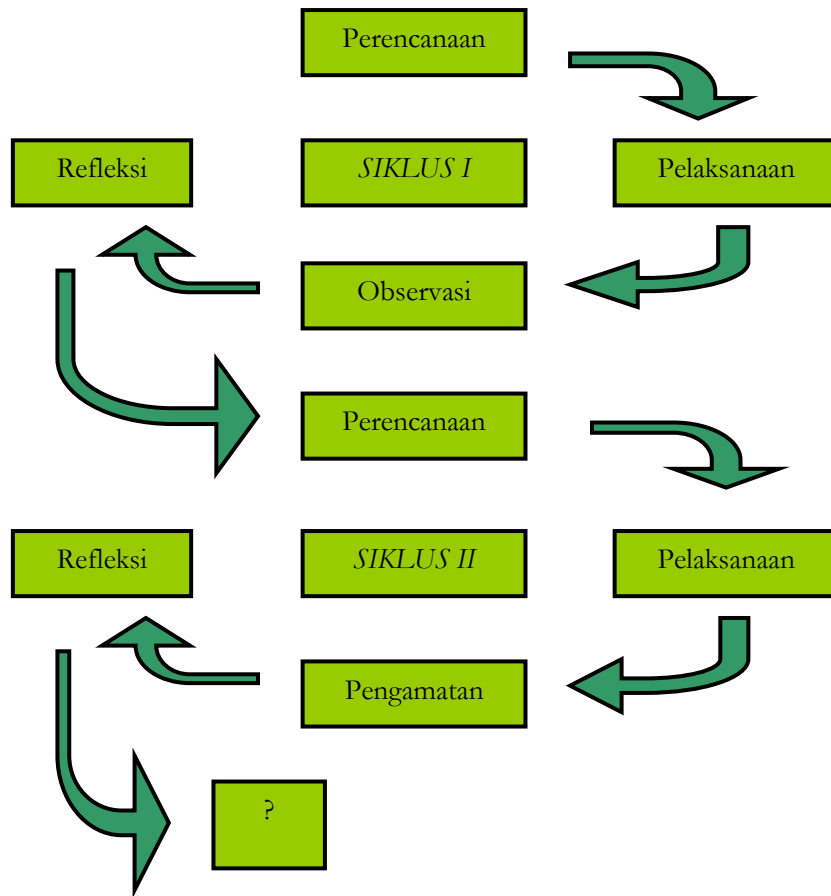 Perencanaan
Refleksi
SIKLUS I
Pelaksanaan
Observasi
Perencanaan
Refleksi
SIKLUS II
Pelaksanaan
Pengamatan
?